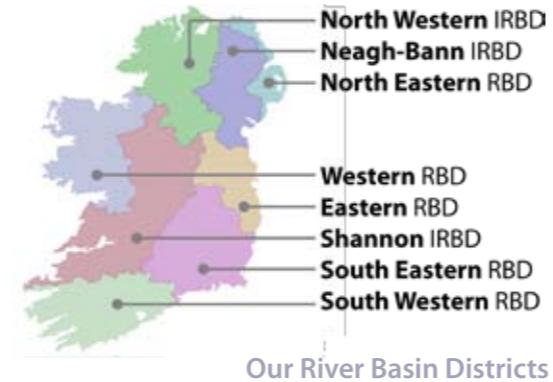 North Western IRBD
Neagh-Bann IRBD
North Eastern RBD
Western RBD
Eastern RBD
Shannon IRBD
South Eastern RBD
South Western RBD
Our River Basin Districts